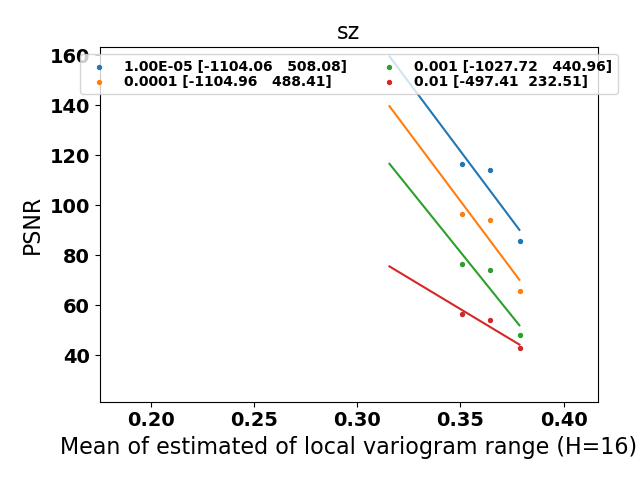 sz
1.00E-05 [-1104.06   508.08]
0.0001 [-1104.96   488.41]
0.001 [-1027.72   440.96]
0.01 [-497.41  232.51]
160
140
120
100
80
60
40
PSNR
0.20 0.25 0.30 0.35 0.40
Mean of estimated of local variogram range (H=16)